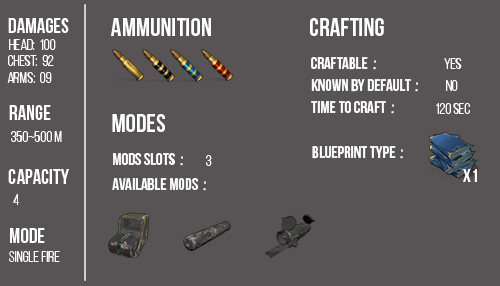 DAMAGES
HEAD: 100
CHEST: 92
ARMS: 09
RANGE
350-500 M
CAPACITY
4
MODE
SINGLE FIRE
AMMUNITION
MODES
MODS SLOTS : 3
AVAILABLE MODS :
CRAFTING
CRAFTABLE : YES
KNOWN BY DEFAULT : NO
TIME TO CRAFT : 120 SEC
BLUEPRINT TYPE :
X 1